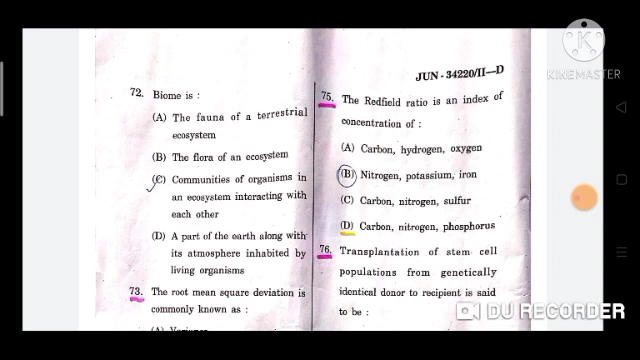 JUN - 34220/II—D
K
KINEMASTER
72. Biome is :
(A) The fauna of a terrestrial
ecosystem
(B) The flora of an ecosystem
(C) Communities of organisms in
an ecosystem interacting with
each other
(D) A part of the earth along with
its atmosphere inhabited by
living organisms
73. The root mean square deviation is
commonly known as :
(A) Variance
75. The Redfield ratio is an index of
concentration of :
(A) Carbon, hydrogen, oxygen
(B) Nitrogen, potassium, iron
(C) Carbon, nitrogen, sulfur
(D) Carbon, nitrogen, phosphorus
76. Transplantation of stem cell
populations from genetically
identical donor to recipient is said
to be :
DU RECORDER